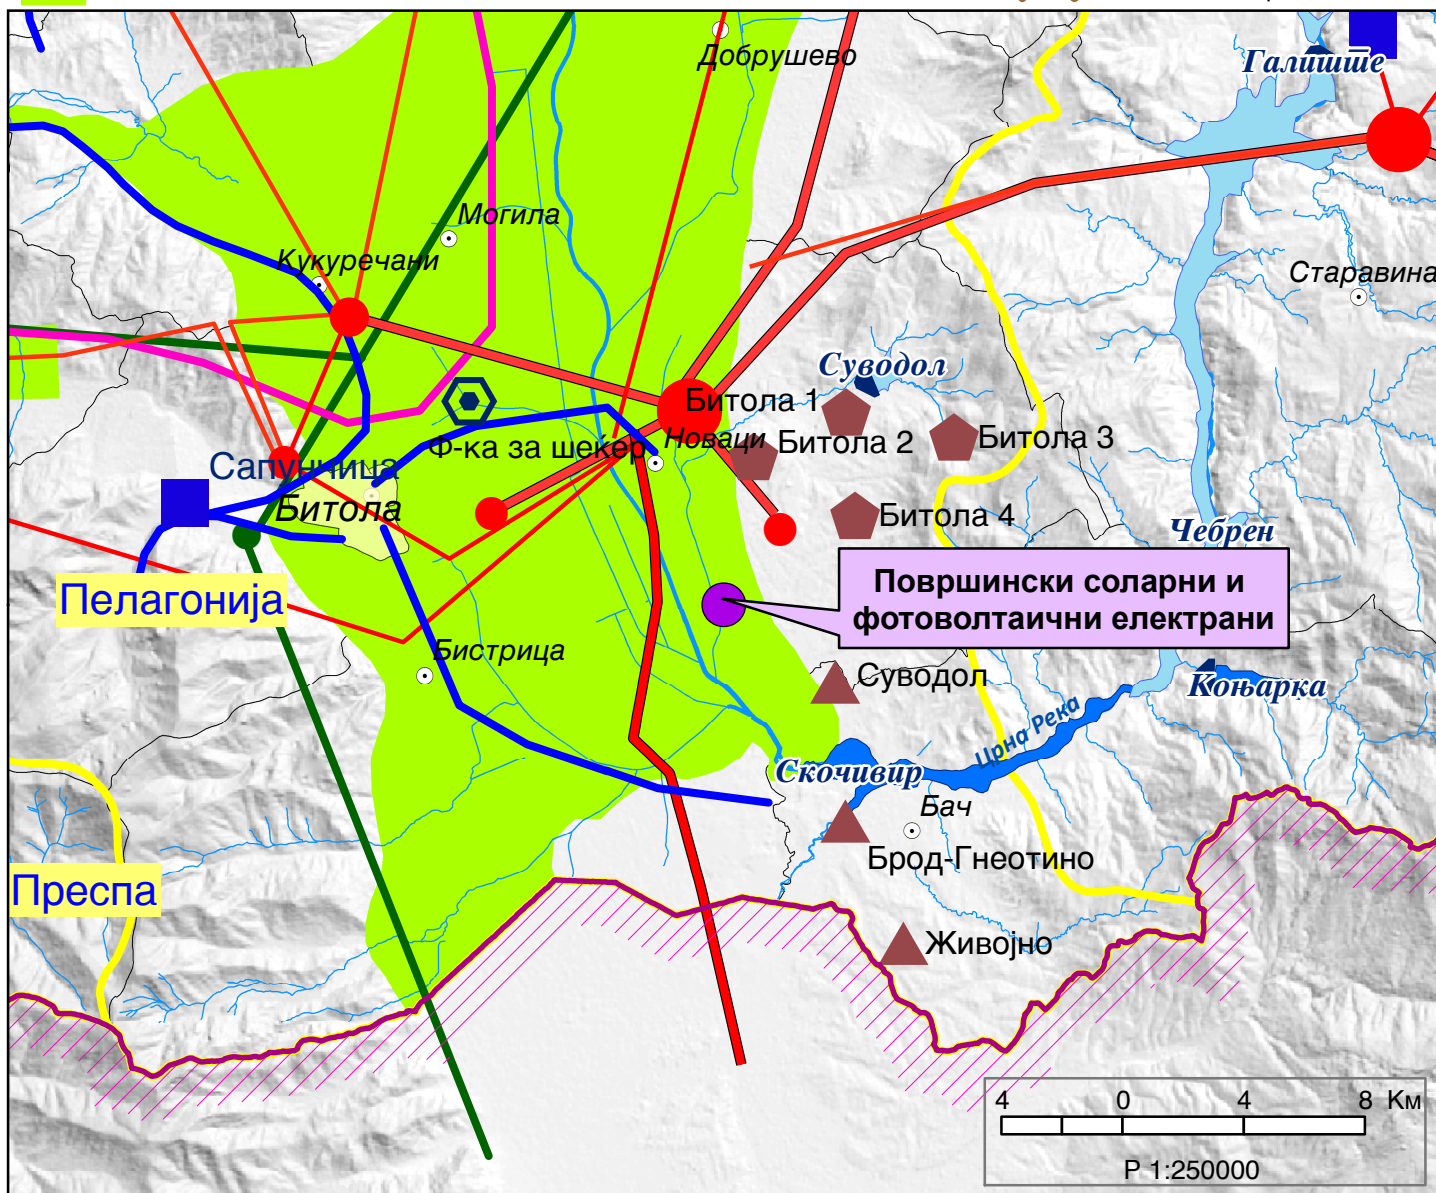 Добрушево
Галиште
Могила
Кукуречани
Старавина
Суводол
Битола 1
Новаци
Битола 2
Битола 3
Ф-ка за шеќер
Сапунчица
Битола
Битола 4
Чебрен
Површински соларни и
фотоволтаични електрани
Пелагонија
Бистрица
Суводол
Коњарка
Црна Река
Скочивир
Бач
Брод-Гнеотино
Преспа
Живојно
4 0 4 8 Км
Р 1:250000